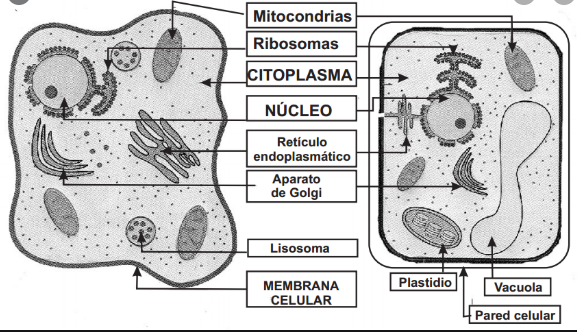 Mitocondrias
Ribosomas
CITOPLASMA
NÚCLEO
Retículo
endoplasmático
Aparato
de Golgi
Lisosoma
MEMBRANA
CELULAR
Plastidio
Vacuola
Pared celular